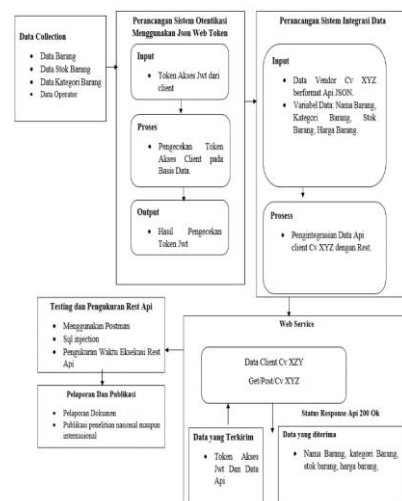 Data Collection
• Data Barang
• Data Stok Barang
• Data Kategori Barang
• Data Operator
Perancangan Sistem Otentikasi
Menggunakan Json Web Token
Input
• Token Akses Jwt dari
client
Proses
• Pengecekan Token
Akses Client pada
Basis Data.
Output
• Hasil Pengecekan
Token Jwt
Perancangan Sistem Integrasi Data
Input
• Data Vendor Cv XYZ
berformat Api JSON.
• Variabel Data: Nama Barang,
Kategori Barang, Stok
Barang, Harga Barang.
Prosess
• Pengintegrasian Data Api
client Cv XYZ dengan Rest.
Testing dan Pengukuran Rest Api
• Menggunakan Postman
• Sql injection
• Pengukuran Waktu Eksekusi Rest
Api
Pelaporan Dan Publikasi
• Pelaporan Dokumen
• Publikasi penelitian nasional maupun
internasional
Web Service
Data Client Cv XZY
Get/Post/Cv XYZ
Status Response Api 200 Ok
Data yang Terkirim
• Token Akses
Jwt Dan Data
Api
Data yang diterima
• Nama Barang, kategori Barang,
stok barang, harga barang,